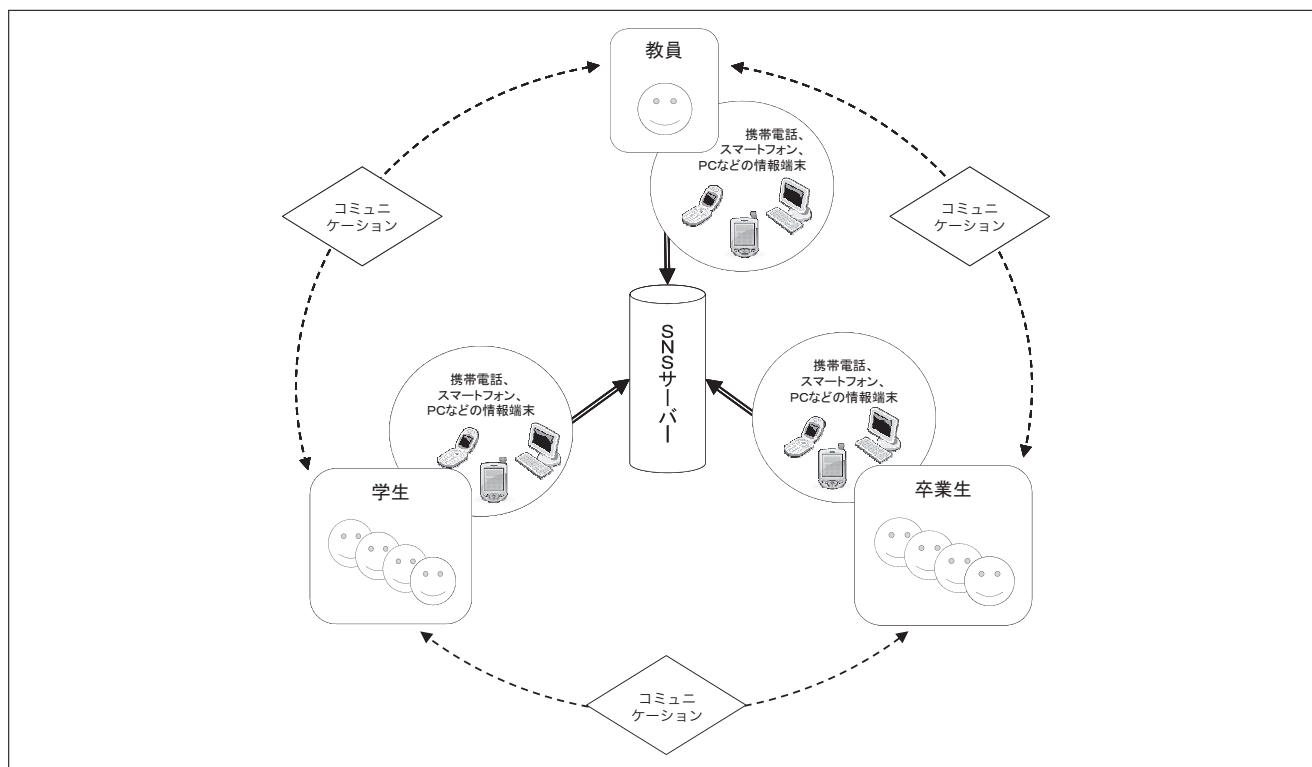 教員
携帯電話、
スマートフォン、
PCなどの情報端末
コミュニ
ケーション
コミュニ
ケーション
SNSサーバー
携帯電話、
スマートフォン、
PCなどの情報端末
携帯電話、
スマートフォン、
PCなどの情報端末
学生
卒業生
コミュニ
ケーション